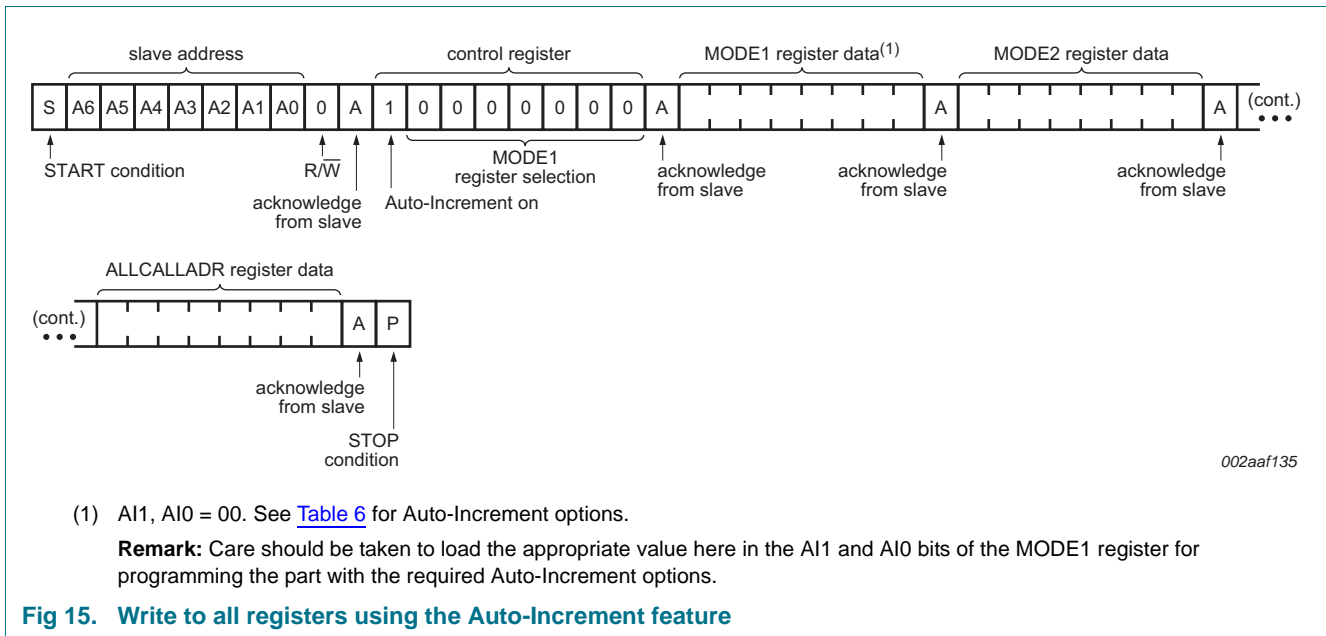 slave address control register MODE1 register data(1) MODE2 register data
S A6 A5 A4 A3 A2 A1 A0 0 A 1 0 0 0 0 0 0 0 A A A (cont.)
START condition R/W̅ MODE1 register selection acknowledge from slave acknowledge from slave acknowledge from slave
acknowledge from slave Auto-Increment on
ALLCALLADR register data
(cont.) A P
acknowledge
from slave
STOP
condition
002aaf135
(1) AI1, AI0 = 00. See Table 6 for Auto-Increment options.
Remark: Care should be taken to load the appropriate value here in the AI1 and AI0 bits of the MODE1 register for
programming the part with the required Auto-Increment options.
Fig 15. Write to all registers using the Auto-Increment feature